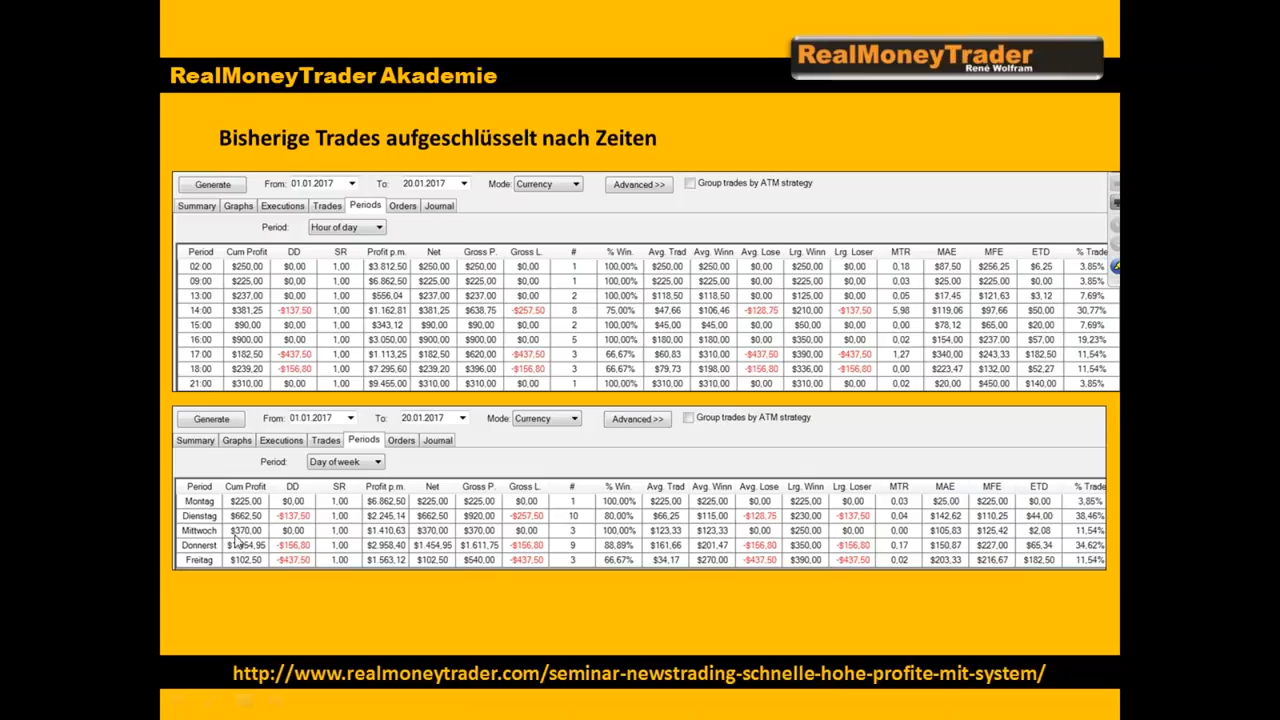 RealMoneyTrader
René Wolfram
RealMoneyTrader Akademie
Bisherige Trades aufgeschlüsselt nach Zeiten
Generate From: 01.01.2017 To: 20.01.2017 Mode: Currency Advanced >> Group trades by ATM strategy
Summary Graphs Executions Trades Periods Orders Journal
Period: Hour of day
Period Cum Profit DD SR Profit p.m. Net Gross P. Gross L. # % Win. Avg. Trad Avg. Winn Avg. Lose Lrg. Winn Lrg. Loser MTR MAE MFE ETD % Trade
02:00 $250,00 $0,00 1,00 $3.812,50 $250,00 $250,00 $0,00 1 100,00% $250,00 $250,00 $0,00 $250,00 $0,00 0,18 $87,50 $256,25 $6,25 3,85%
09:00 $225,00 $0,00 1,00 $6.862,50 $225,00 $225,00 $0,00 1 100,00% $225,00 $225,00 $0,00 $225,00 $0,00 0,03 $25,00 $225,00 $0,00 3,85%
13:00 $237,00 $0,00 1,00 $556,04 $237,00 $237,00 $0,00 2 100,00% $118,50 $118,50 $0,00 $125,00 $0,00 0,05 $17,45 $121,63 $3,12 7,69%
14:00 $381,25 -$137,50 1,00 $1.162,81 $381,25 $638,75 -$257,50 8 75,00% $47,66 $106,46 -$128,75 $210,00 -$137,50 5,98 $119,06 $97,66 $50,00 30,77%
15:00 $90,00 $0,00 1,00 $343,12 $90,00 $90,00 $0,00 2 100,00% $45,00 $45,00 $0,00 $50,00 $0,00 0,00 $78,12 $65,00 $20,00 7,69%
16:00 $900,00 $0,00 1,00 $3.050,00 $900,00 $900,00 $0,00 5 100,00% $180,00 $180,00 $0,00 $350,00 $0,00 0,02 $154,00 $237,00 $57,00 19,23%
17:00 $182,50 -$437,50 1,00 $1.113,25 $182,50 $620,00 -$437,50 3 66,67% $60,83 $310,00 -$437,50 $390,00 -$437,50 1,27 $340,00 $243,33 $182,50 11,54%
18:00 $239,20 -$156,80 1,00 $7.295,60 $239,20 $396,00 -$156,80 3 66,67% $79,73 $198,00 -$156,80 $336,00 -$156,80 0,00 $223,47 $132,00 $52,27 11,54%
21:00 $310,00 $0,00 1,00 $9.455,00 $310,00 $310,00 $0,00 1 100,00% $310,00 $310,00 $0,00 $310,00 $0,00 0,02 $20,00 $450,00 $140,00 3,85%
Generate From: 01.01.2017 To: 20.01.2017 Mode: Currency Advanced >> Group trades by ATM strategy
Summary Graphs Executions Trades Periods Orders Journal
Period: Day of week
Period Cum Profit DD SR Profit p.m. Net Gross P. Gross L. # % Win. Avg. Trad Avg. Winn Avg. Lose Lrg. Winn Lrg. Loser MTR MAE MFE ETD % Trade
Montag $225,00 $0,00 1,00 $6.862,50 $225,00 $225,00 $0,00 1 100,00% $225,00 $225,00 $0,00 $225,00 $0,00 0,03 $25,00 $225,00 $0,00 3,85%
Dienstag $662,50 -$137,50 1,00 $2.245,14 $662,50 $920,00 -$257,50 10 80,00% $66,25 $115,00 -$128,75 $230,00 -$137,50 0,04 $142,62 $110,25 $44,00 38,46%
Mittwoch $370,00 $0,00 1,00 $1.410,63 $370,00 $370,00 $0,00 3 100,00% $123,33 $123,33 $0,00 $250,00 $0,00 0,00 $105,83 $125,42 $2,08 11,54%
Donnerst -$156,80 1,00 $2.958,40 $1.454,95 $1.611,75 -$156,80 9 88,89% $161,66 $201,47 -$156,80 $350,00 -$156,80 0,17 $150,87 $227,00 $65,34 34,62%
Freitag $102,50 -$437,50 1,00 $1.563,12 $102,50 $540,00 -$437,50 3 66,67% $34,17 $270,00 -$437,50 $390,00 -$437,50 0,02 $203,33 $216,67 $182,50 11,54%
http://www.realmoneytrader.com/seminar-newstrading-schnelle-hohe-profite-mit-system/